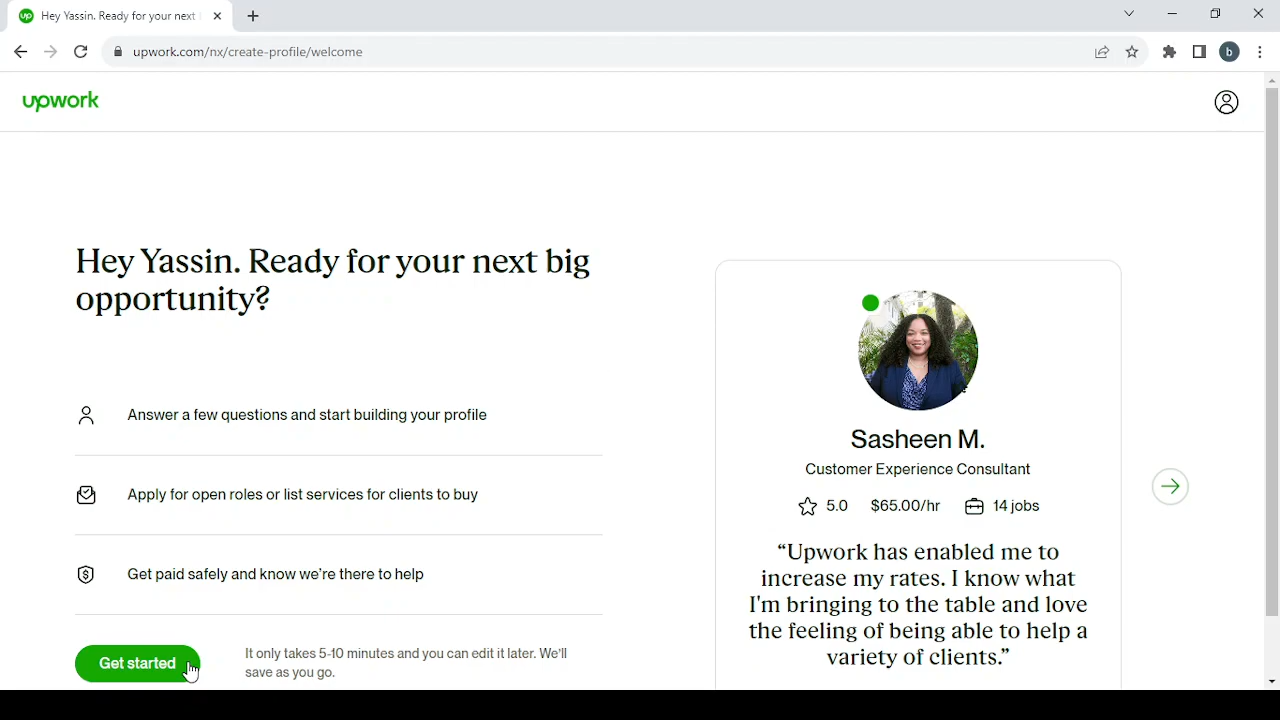 Hey Yassin. Ready for your next
upwork.com/nx/create-profile/welcome
b
upwork
Hey Yassin. Ready for your next big
opportunity?
Answer a few questions and start building your profile
Apply for open roles or list services for clients to buy
Get paid safely and know we're there to help
Get started
It only takes 5-10 minutes and you can edit it later. We'll
save as you go.
Sasheen M.
Customer Experience Consultant
5.0 $65.00/hr 14 jobs
“Upwork has enabled me to
increase my rates. I know what
I'm bringing to the table and love
the feeling of being able to help a
variety of clients.”